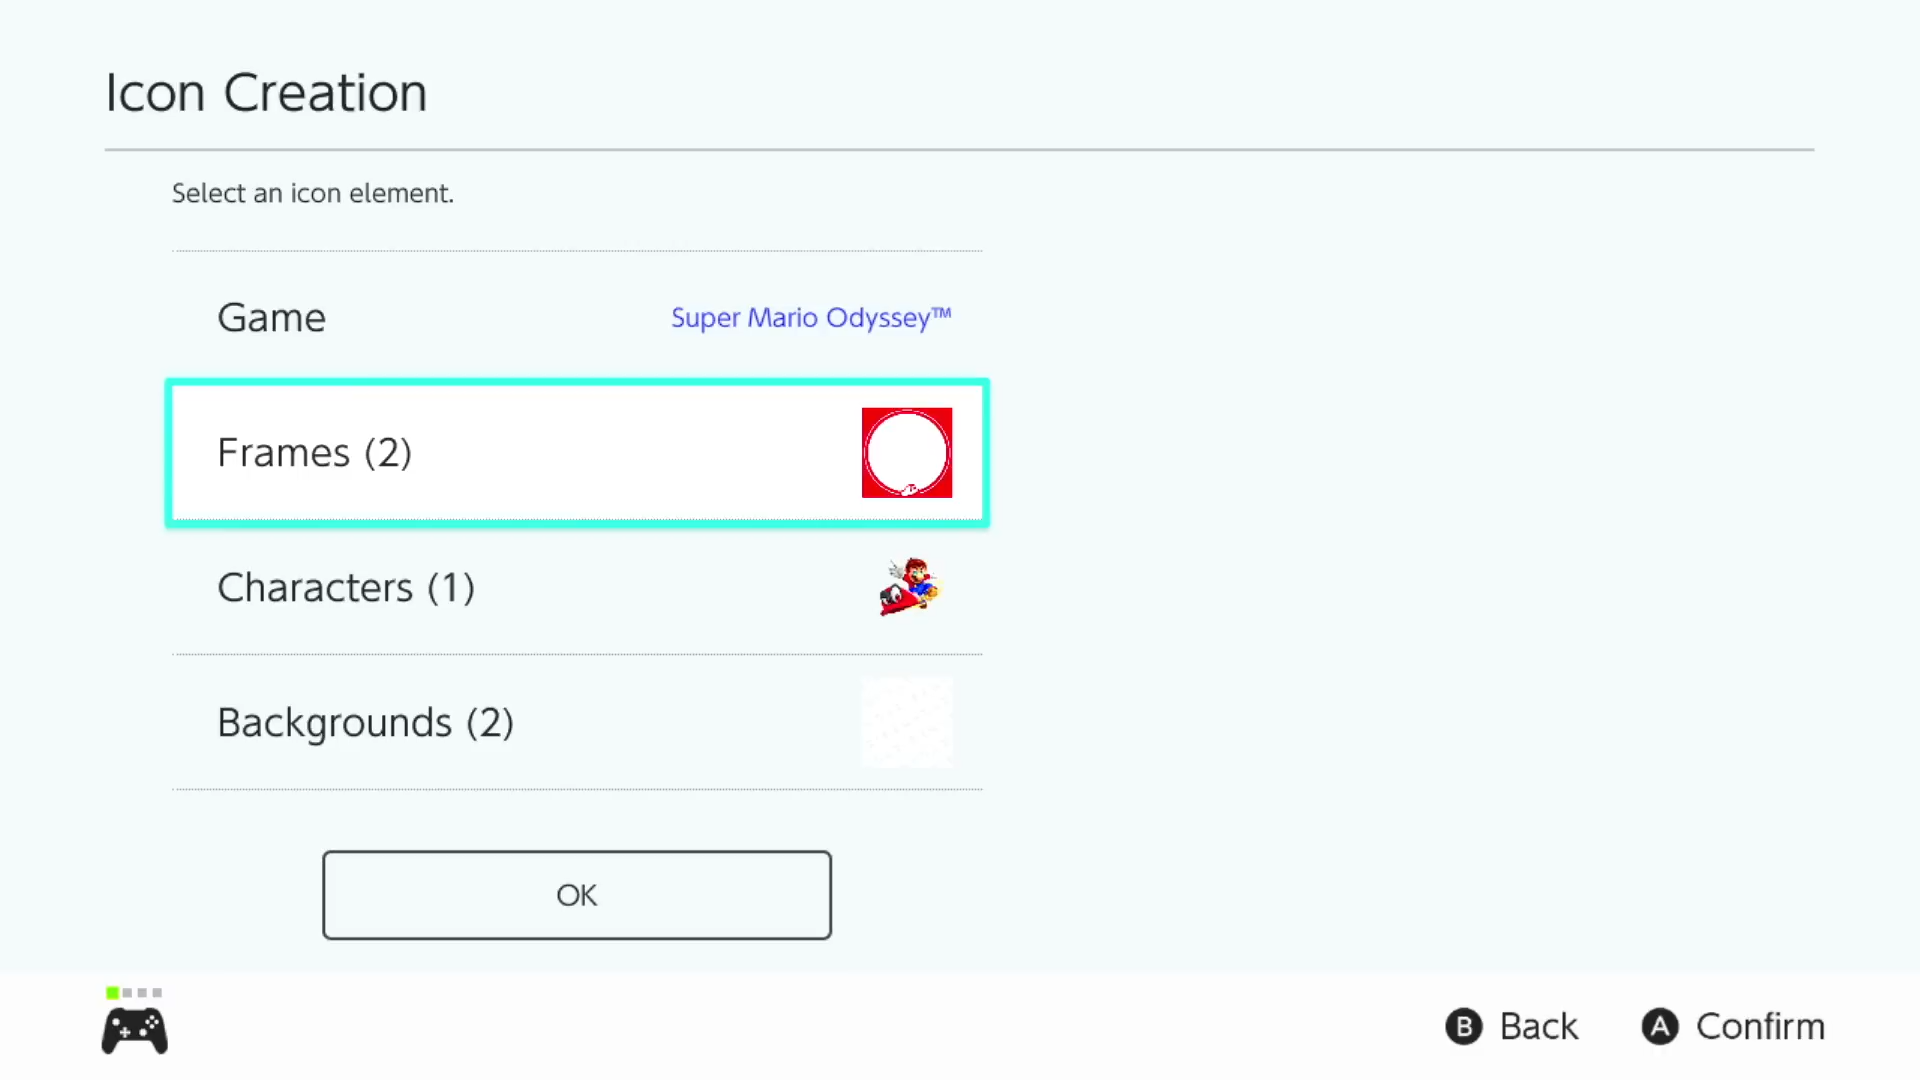 Icon Creation
Select an icon element.
Game
Super Mario Odyssey™
Frames (2)
Characters (1)
Backgrounds (2)
OK
B Back
A Confirm